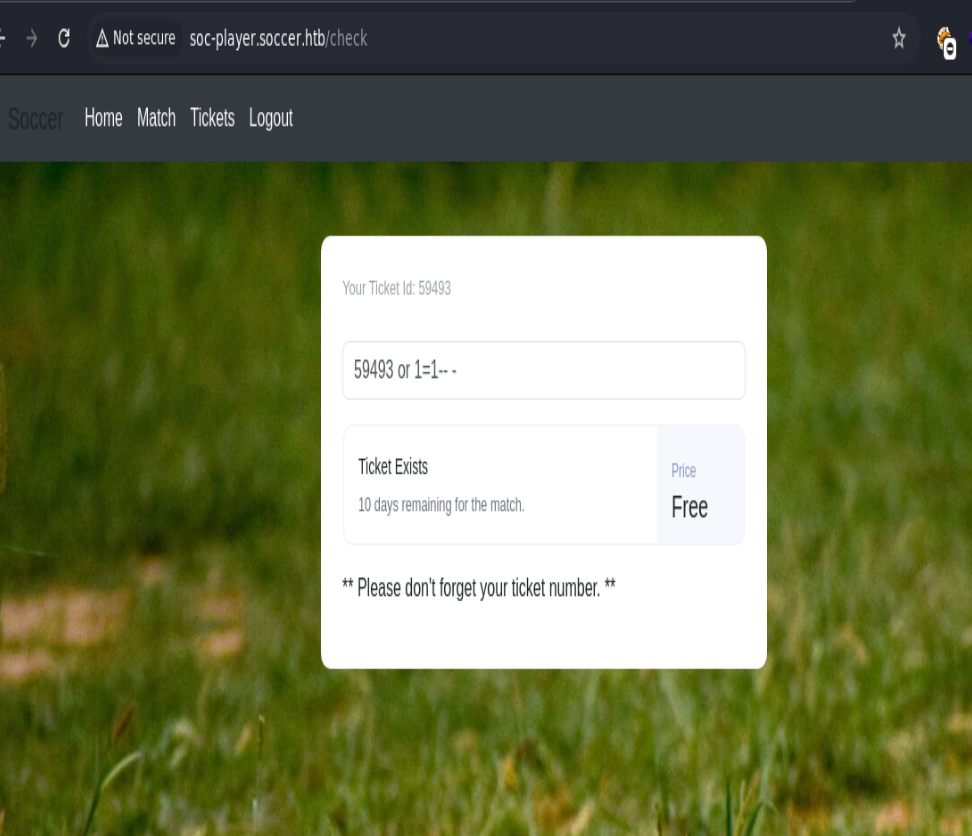 Not secure soc-player.soccer.htb/check
Soccer Home Match Tickets Logout
Your Ticket Id: 59493
59493 or 1=1-- -
Ticket Exists
10 days remaining for the match.
Price
Free
** Please don't forget your ticket number. **